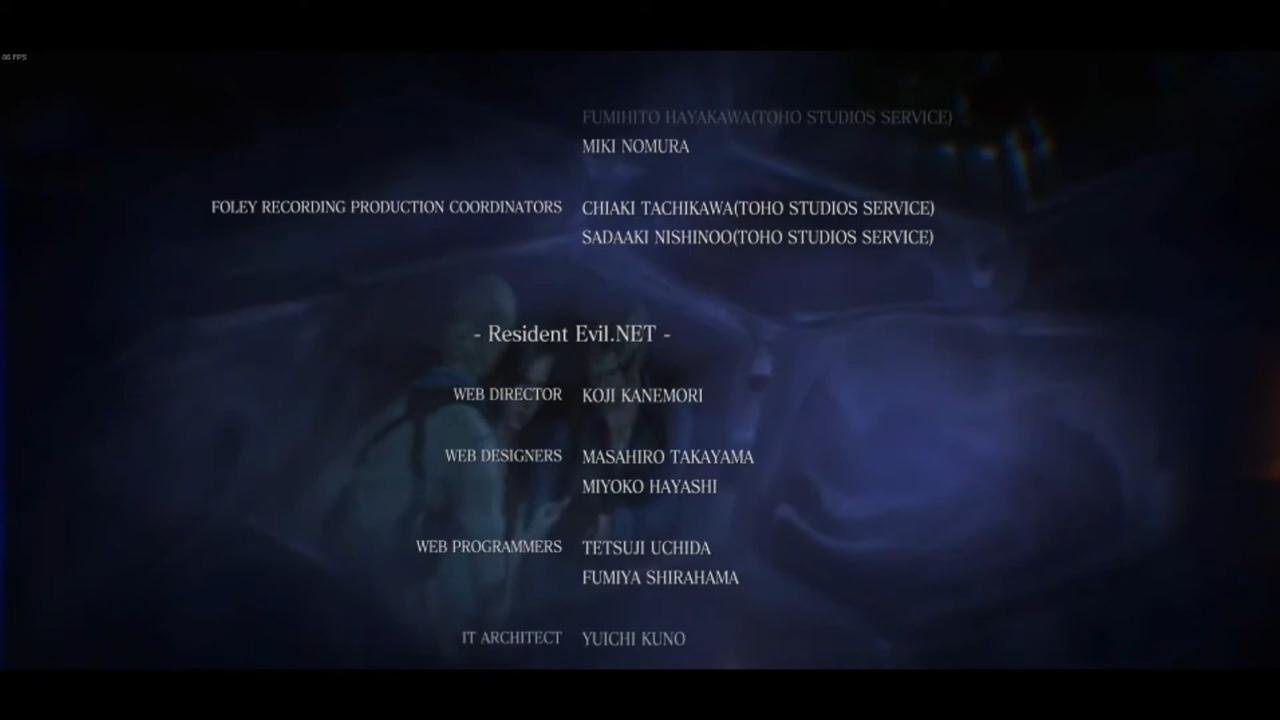 86 FPS
FUMIHITO HAYAKAWA(TOHO STUDIOS SERVICE)
MIKI NOMURA
FOLEY RECORDING PRODUCTION COORDINATORS CHIAKI TACHIKAWA(TOHO STUDIOS SERVICE)
SADAAKI NISHINOO(TOHO STUDIOS SERVICE)
- Resident Evil.NET -
WEB DIRECTOR KOJI KANEMORI
WEB DESIGNERS MASAHIRO TAKAYAMA
MIYOKO HAYASHI
WEB PROGRAMMERS TETSUJI UCHIDA
FUMIYA SHIRAHAMA
IT ARCHITECT YUICHI KUNO